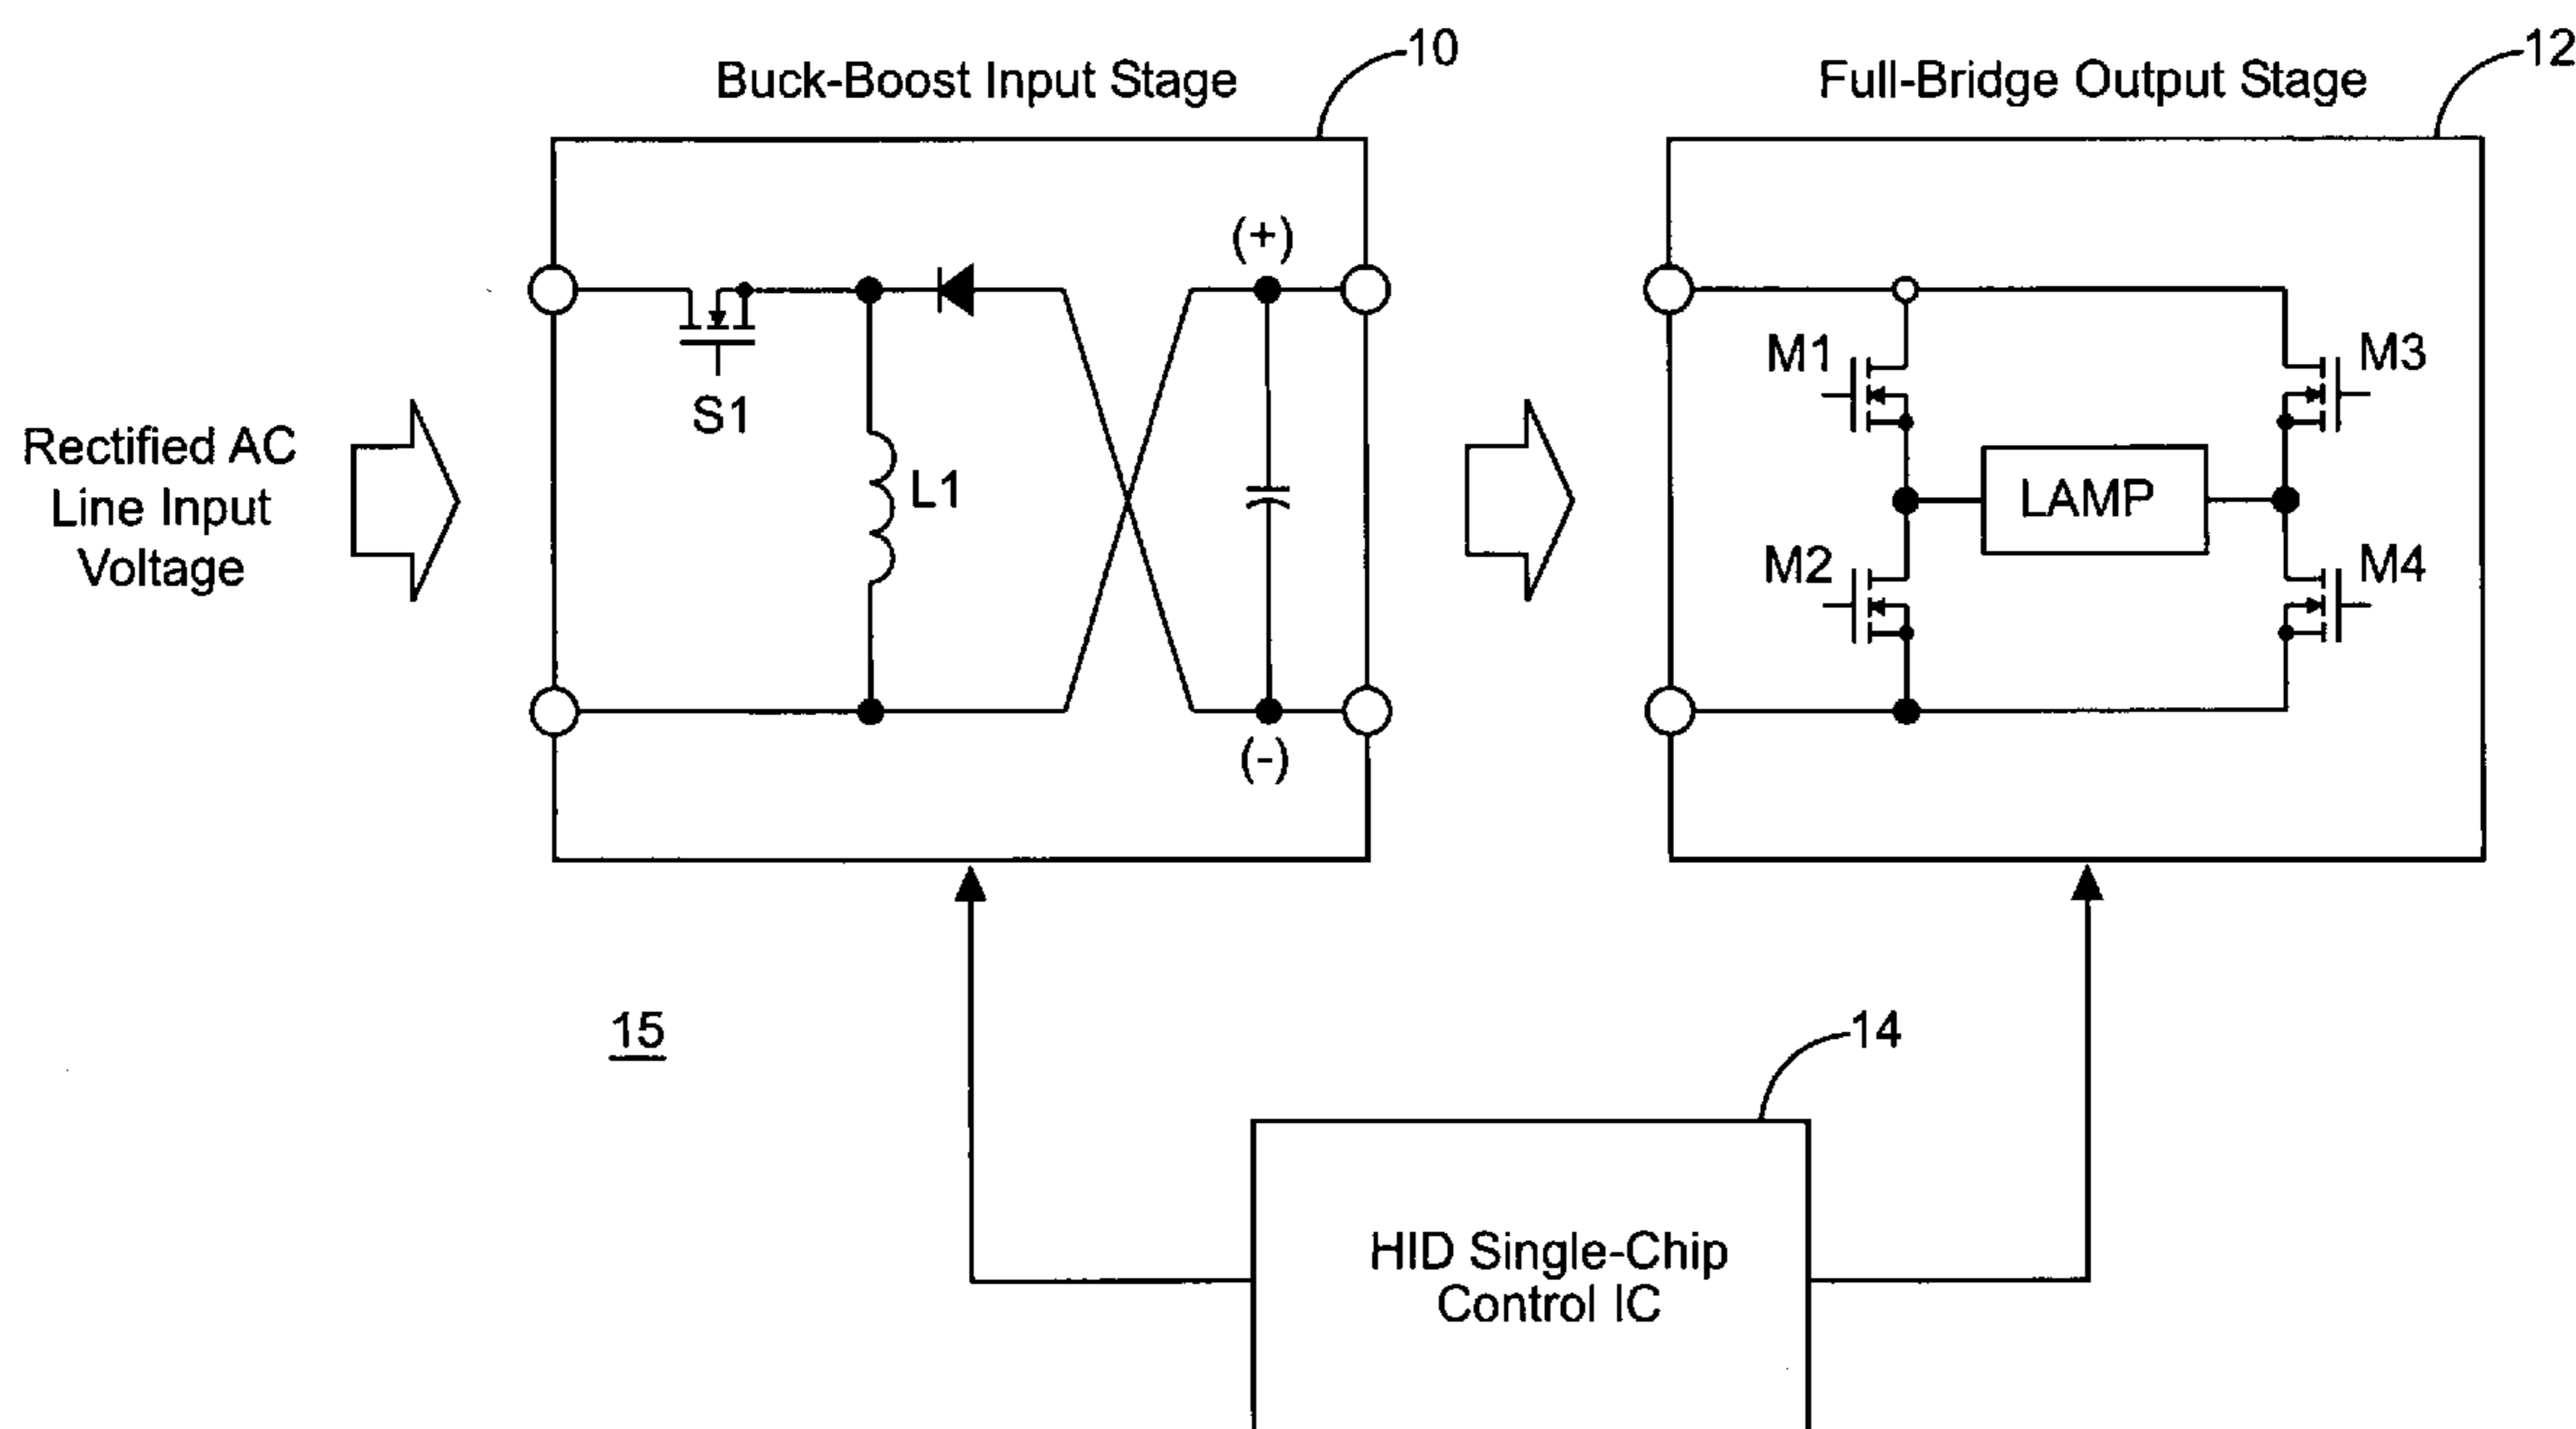 Buck-Boost Input Stage
10
Full-Bridge Output Stage
12
Rectified AC
Line Input
Voltage
S1
L1
(+)
(-)
M1
M2
M3
M4
LAMP
15
14
HID Single-Chip
Control IC